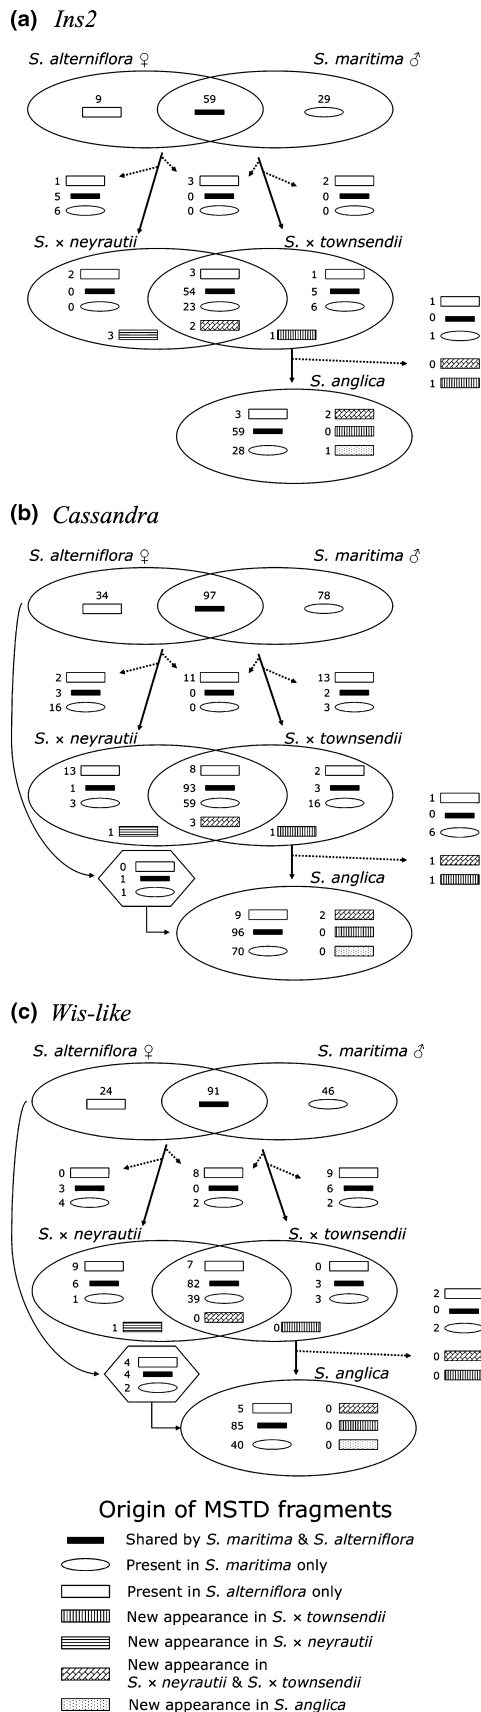 (a) Ins2
S. alterniflora ♀ S. maritima ♂
9 59 29
1 3 2
5 0 0
6 0 0
S. × neyrautii S. × townsendii
2 3 1
0 54 5
0 23 6
3 2 1
1
0
1
0
1
S. anglica
3 2
59 0
28 1
(b) Cassandra
S. alterniflora ♀ S. maritima ♂
34 97 78
2 11 13
3 0 2
16 0 3
S. × neyrautii S. × townsendii
13 8 2
1 93 3
3 59 16
1 3 1
1
0
6
1
1
0
1
1
S. anglica
9 2
96 0
70 0
(c) Wis-like
S. alterniflora ♀ S. maritima ♂
24 91 46
0 8 9
3 0 6
4 2 2
S. × neyrautii S. × townsendii
9 7 0
6 82 3
1 39 3
1 0 0
2
0
2
0
0
4
4
2
S. anglica
5 0
85 0
40 0
Origin of MSTD fragments
Shared by S. maritima & S. alterniflora
Present in S. maritima only
Present in S. alterniflora only
New appearance in S. × townsendii
New appearance in S. × neyrautii
New appearance in
S. × neyrautii & S. × townsendii
New appearance in S. anglica